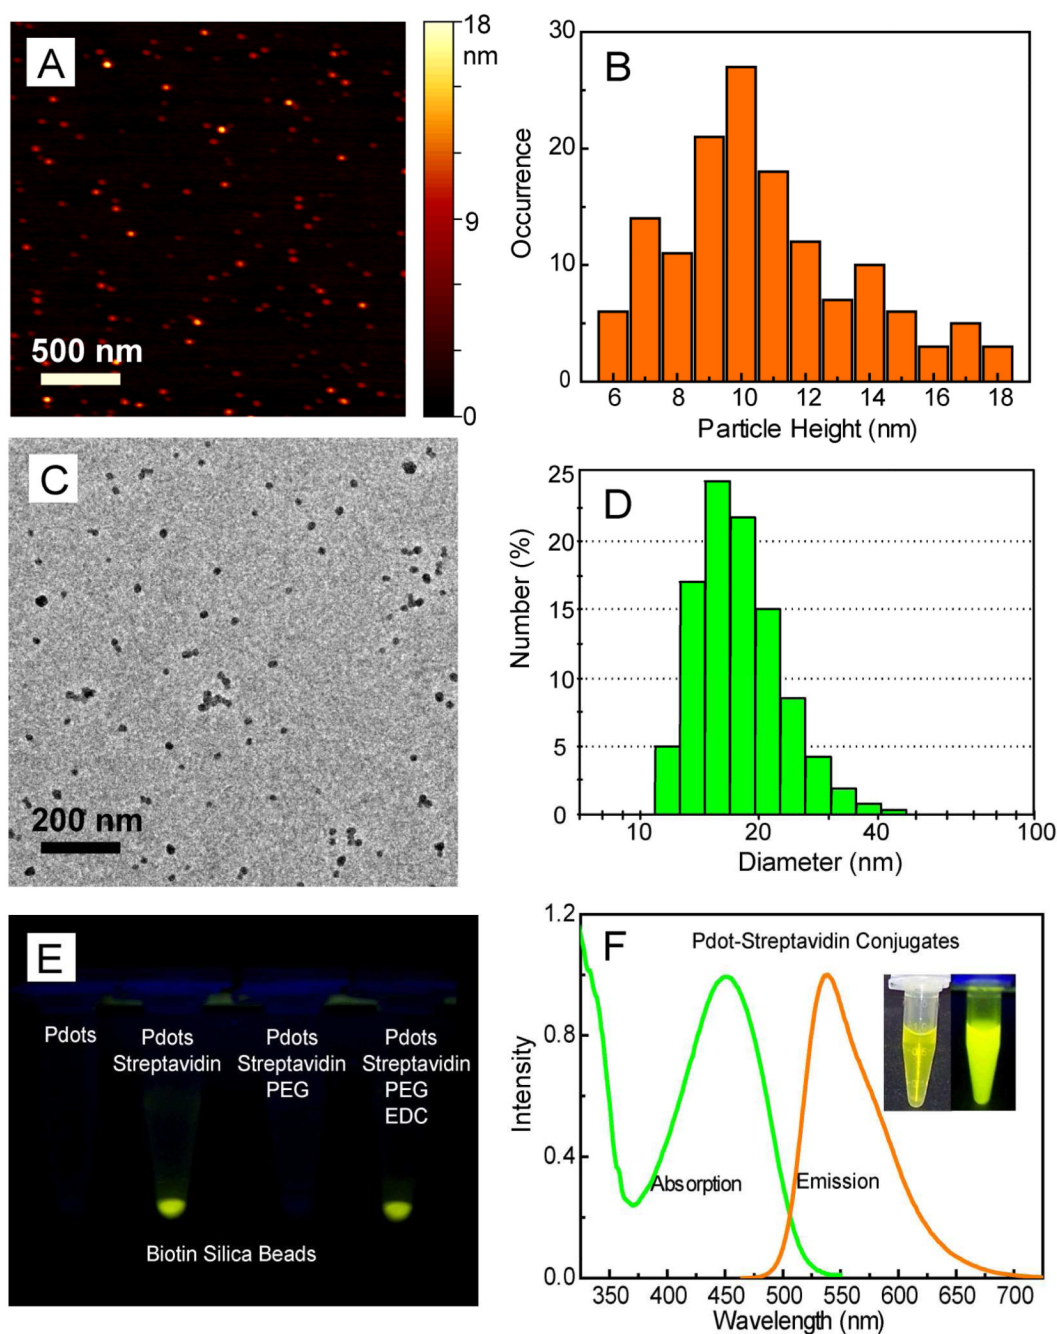 A
18
nm
9
0
500 nm
B
30
20
10
0
Occurrence
6 8 10 12 14 16 18
Particle Height (nm)
C
200 nm
D
25
20
15
10
5
0
Number (%)
10 20 40 100
Diameter (nm)
E
Pdots
Pdots
Streptavidin
Pdots
Streptavidin
PEG
Pdots
Streptavidin
PEG
EDC
Biotin Silica Beads
F
Pdot-Streptavidin Conjugates
1.2
0.8
0.4
0.0
Intensity
Absorption
Emission
350 400 450 500 550 600 650 700
Wavelength (nm)